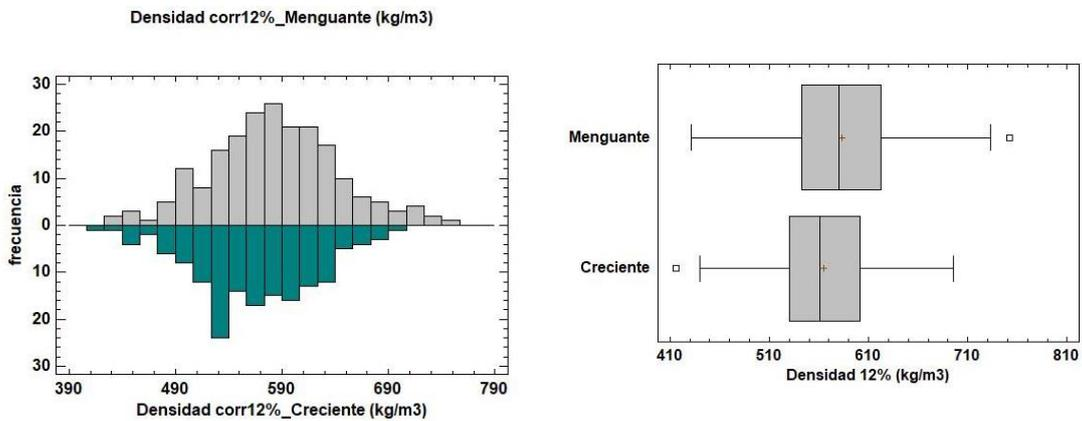 Densidad corr12%_Menguante (kg/m3)
30
20
10
0
10
20
30
frecuencia
390 490 590 690 790
Densidad corr12%_Creciente (kg/m3)
Menguante
Creciente
410 510 610 710 810
Densidad 12% (kg/m3)